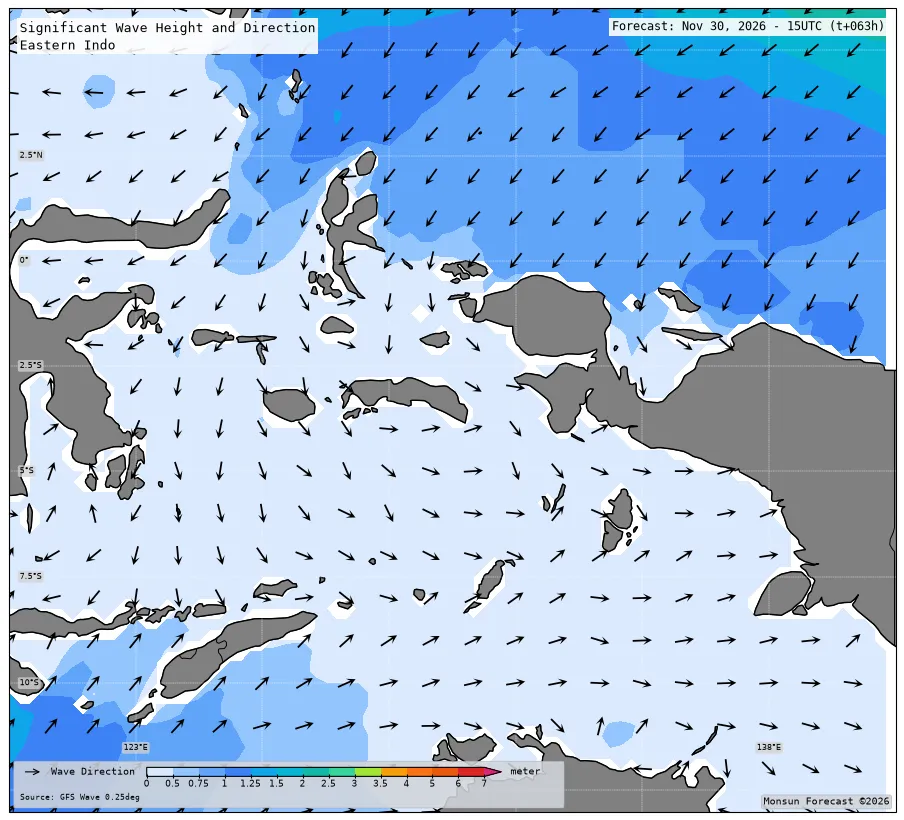 Significant Wave Height and Direction
Eastern Indo
Forecast: Nov 30, 2026 - 15UTC (t+063h)
2.5°N
0°
2.5°S
5°S
7.5°S
10°S
123°E
138°E
Wave Direction
meter
0 0.5 0.75 1 1.25 1.5 2 2.5 3 3.5 4 5 6 7
Source: GFS Wave 0.25deg
Monsun Forecast ©2026